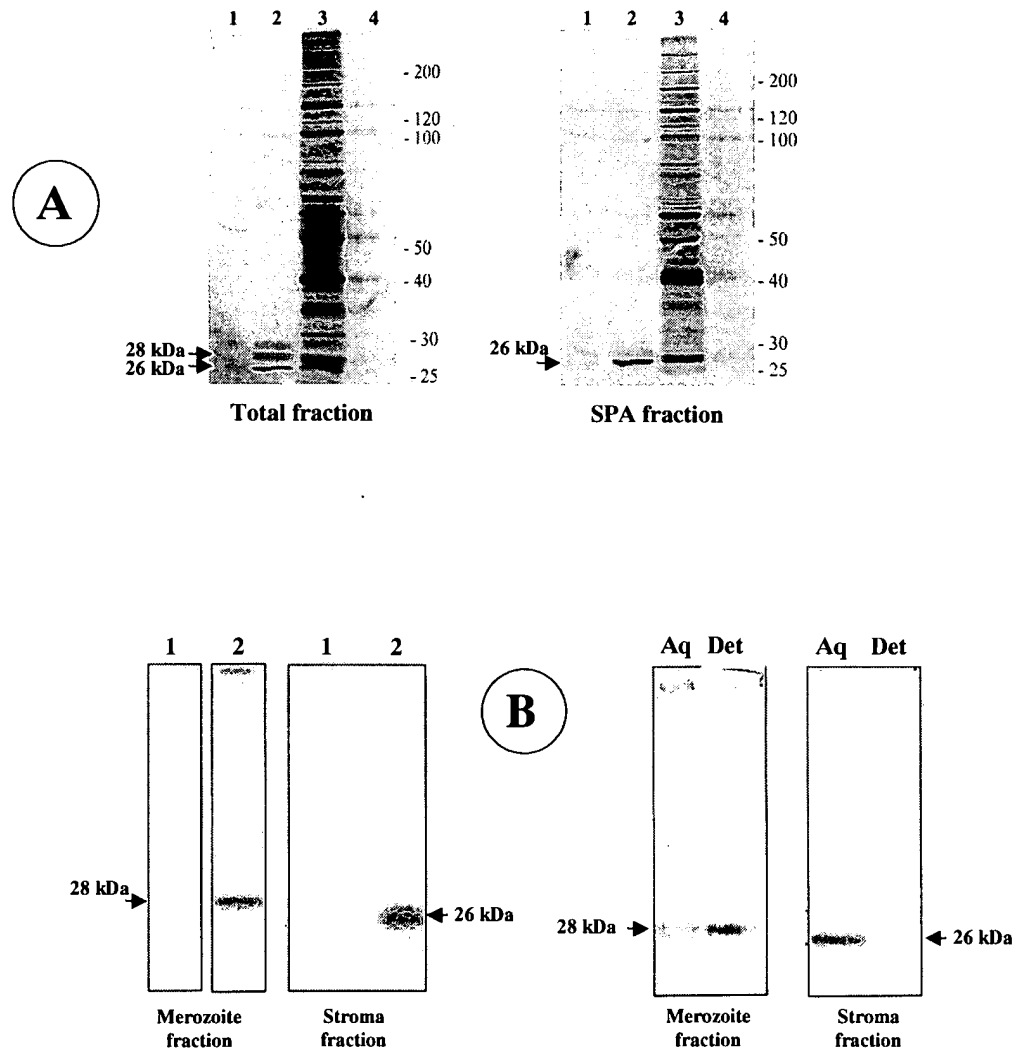 1 2 3 4
1 2 3 4
A
- 200
- 120
- 100
- 50
- 40
- 30
- 25
28 kDa
26 kDa
- 200
- 120
- 100
- 50
- 40
- 30
- 25
26 kDa
Total fraction
SPA fraction
1 2
1 2
B
Aq Det
Aq Det
28 kDa
26 kDa
28 kDa
26 kDa
Merozoite
fraction
Stroma
fraction
Merozoite
fraction
Stroma
fraction